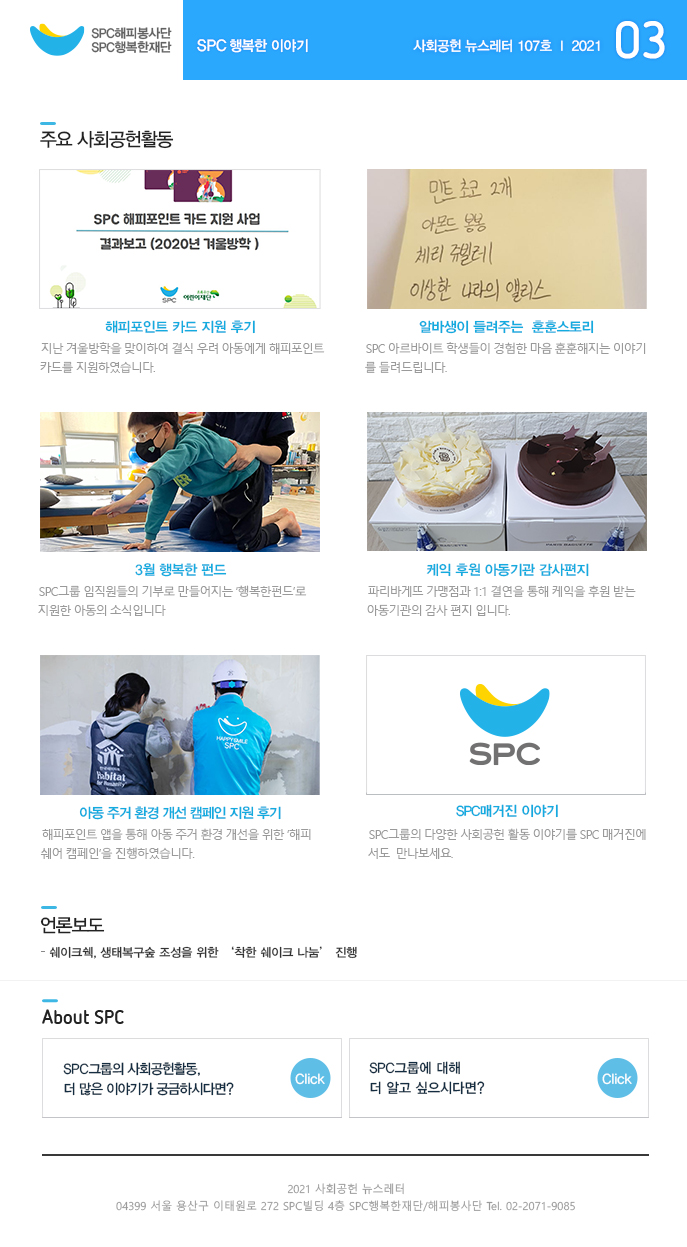 SPC해피봉사단
SPC행복한재단
SPC 행복한 이야기
사회공헌 뉴스레터 107호 | 2021 03
주요 사회공헌활동
SPC 해피포인트 카드 지원 사업
결과보고 (2020년 겨울방학 )
SPC
어린이재단
해피포인트 카드 지원 후기
지난 겨울방학을 맞이하여 결식 우려 아동에게 해피포인트
카드를 지원하였습니다.
민트 초코 2개
아몬드 봉봉
체리 쥬빌레
이상한 나라의 앨리스
알바생이 들려주는 훈훈스토리
SPC 아르바이트 학생들이 경험한 마음 훈훈해지는 이야기
를 들려드립니다.
3월 행복한 펀드
SPC그룹 임직원들의 기부로 만들어지는 '행복한펀드'로
지원한 아동의 소식입니다
PARIS BAGUETTE
케익 후원 아동기관 감사편지
파리바게뜨 가맹점과 1:1 결연을 통해 케익을 후원 받는
아동기관의 감사 편지 입니다.
Habitat
for Humanity
HAPPY SMILE
SPC
아동 주거 환경 개선 캠페인 지원 후기
해피포인트 앱을 통해 아동 주거 환경 개선을 위한 '해피
쉐어 캠페인'을 진행하였습니다.
SPC
SPC매거진 이야기
SPC그룹의 다양한 사회공헌 활동 이야기를 SPC 매거진에
서도 만나보세요.
언론보도
- 쉐이크쉑, 생태복구숲 조성을 위한 ‘착한 쉐이크 나눔’ 진행
About SPC
SPC그룹의 사회공헌활동,
더 많은 이야기가 궁금하시다면?
Click
SPC그룹에 대해
더 알고 싶으시다면?
Click
2021 사회공헌 뉴스레터
04399 서울 용산구 이태원로 272 SPC빌딩 4층 SPC행복한재단/해피봉사단 Tel. 02-2071-9085